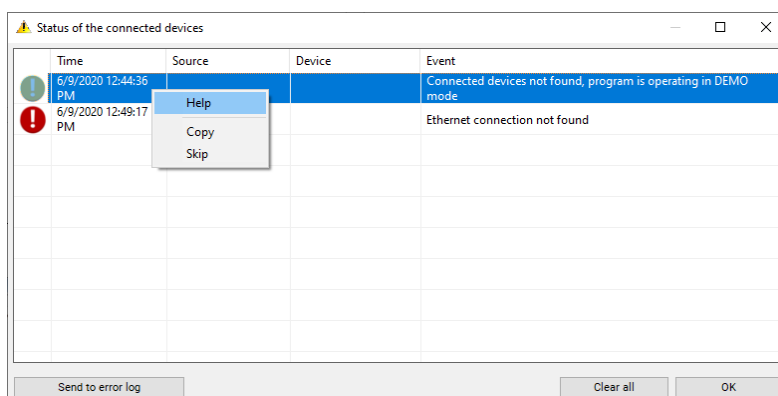 Status of the connected devices
Time Source Device Event
6/9/2020 12:44:36
PM
Connected devices not found, program is operating in DEMO
mode
6/9/2020 12:49:17
PM
Ethernet connection not found
Help
Copy
Skip
Send to error log Clear all OK